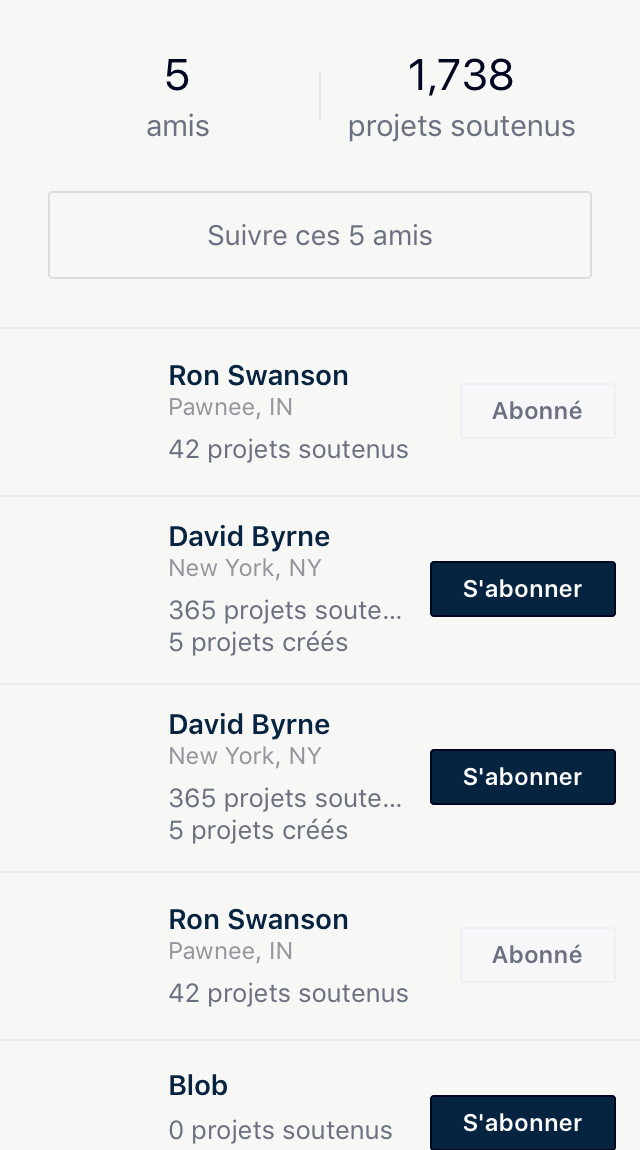 5
amis
1,738
projets soutenus
Suivre ces 5 amis
Ron Swanson
Pawnee, IN
42 projets soutenus
Abonné
David Byrne
New York, NY
365 projets soute...
5 projets créés
S'abonner
David Byrne
New York, NY
365 projets soute...
5 projets créés
S'abonner
Ron Swanson
Pawnee, IN
42 projets soutenus
Abonné
Blob
0 projets soutenus
S'abonner